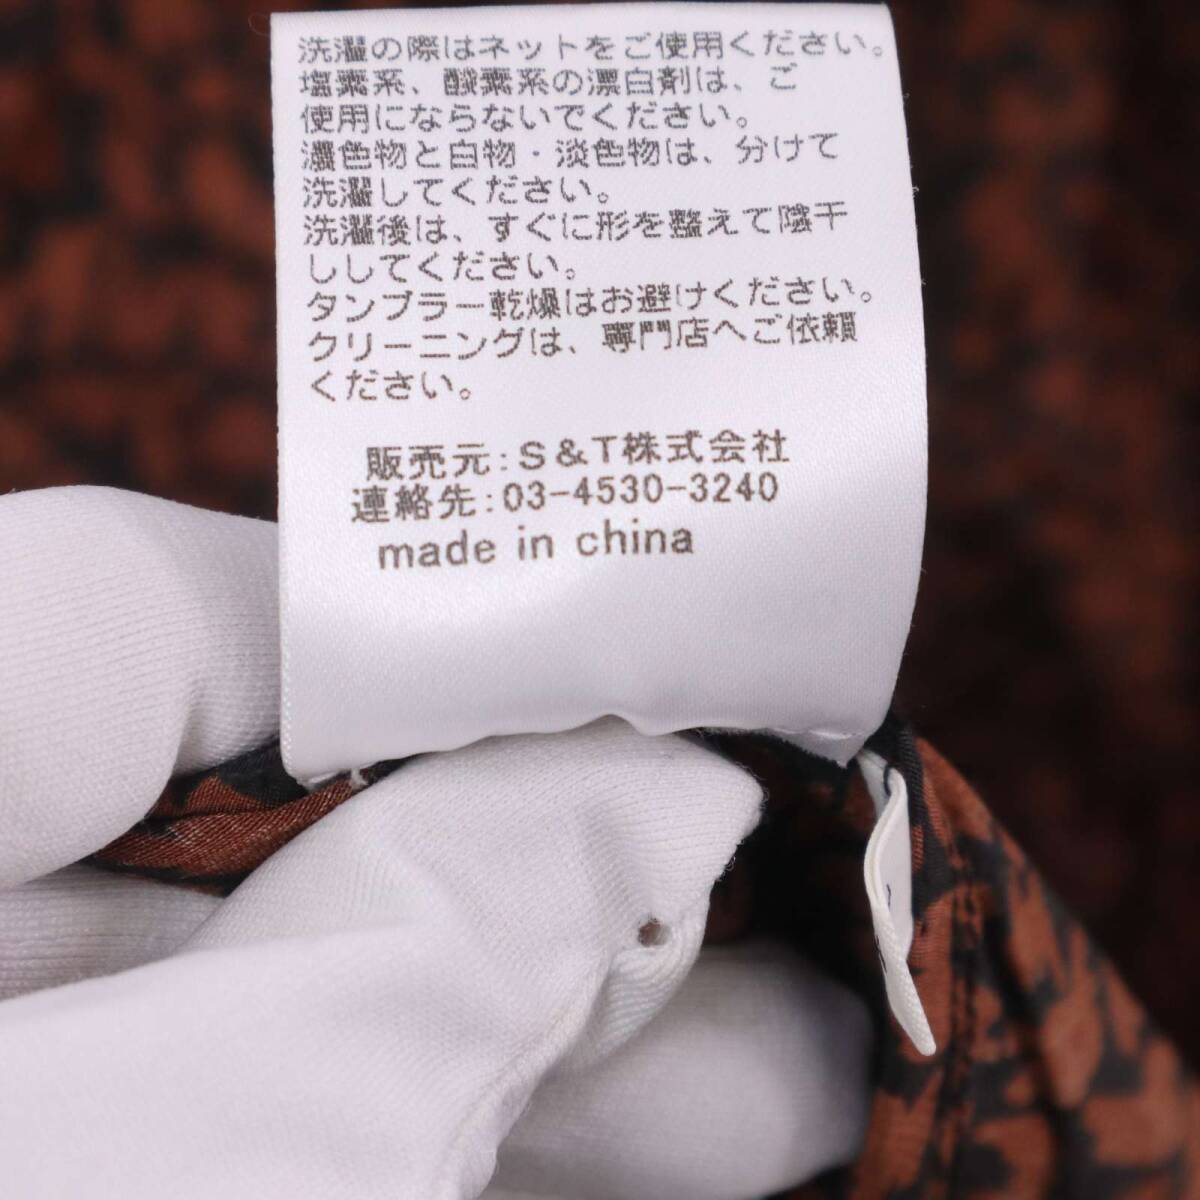 洗濯の際はネットをご使用ください。
塩素系、酸素系の漂白剤は、ご
使用にならないでください。
濃色物と白物・淡色物は、分けて
洗濯してください。
洗濯後は、すぐに形を整えて陰干
ししてください。
タンブラー乾燥はお避けください。
クリーニングは、専門店へご依頼
ください。
販売元：S＆T株式会社
連絡先：03-4530-3240
made in china